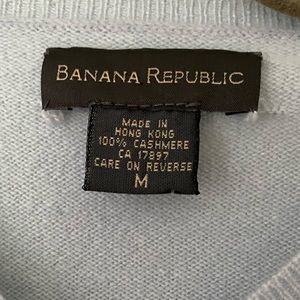 BANANA REPUBLIC
MADE IN
HONG KONG
100% CASHMERE
CA 17897
CARE ON REVERSE
M